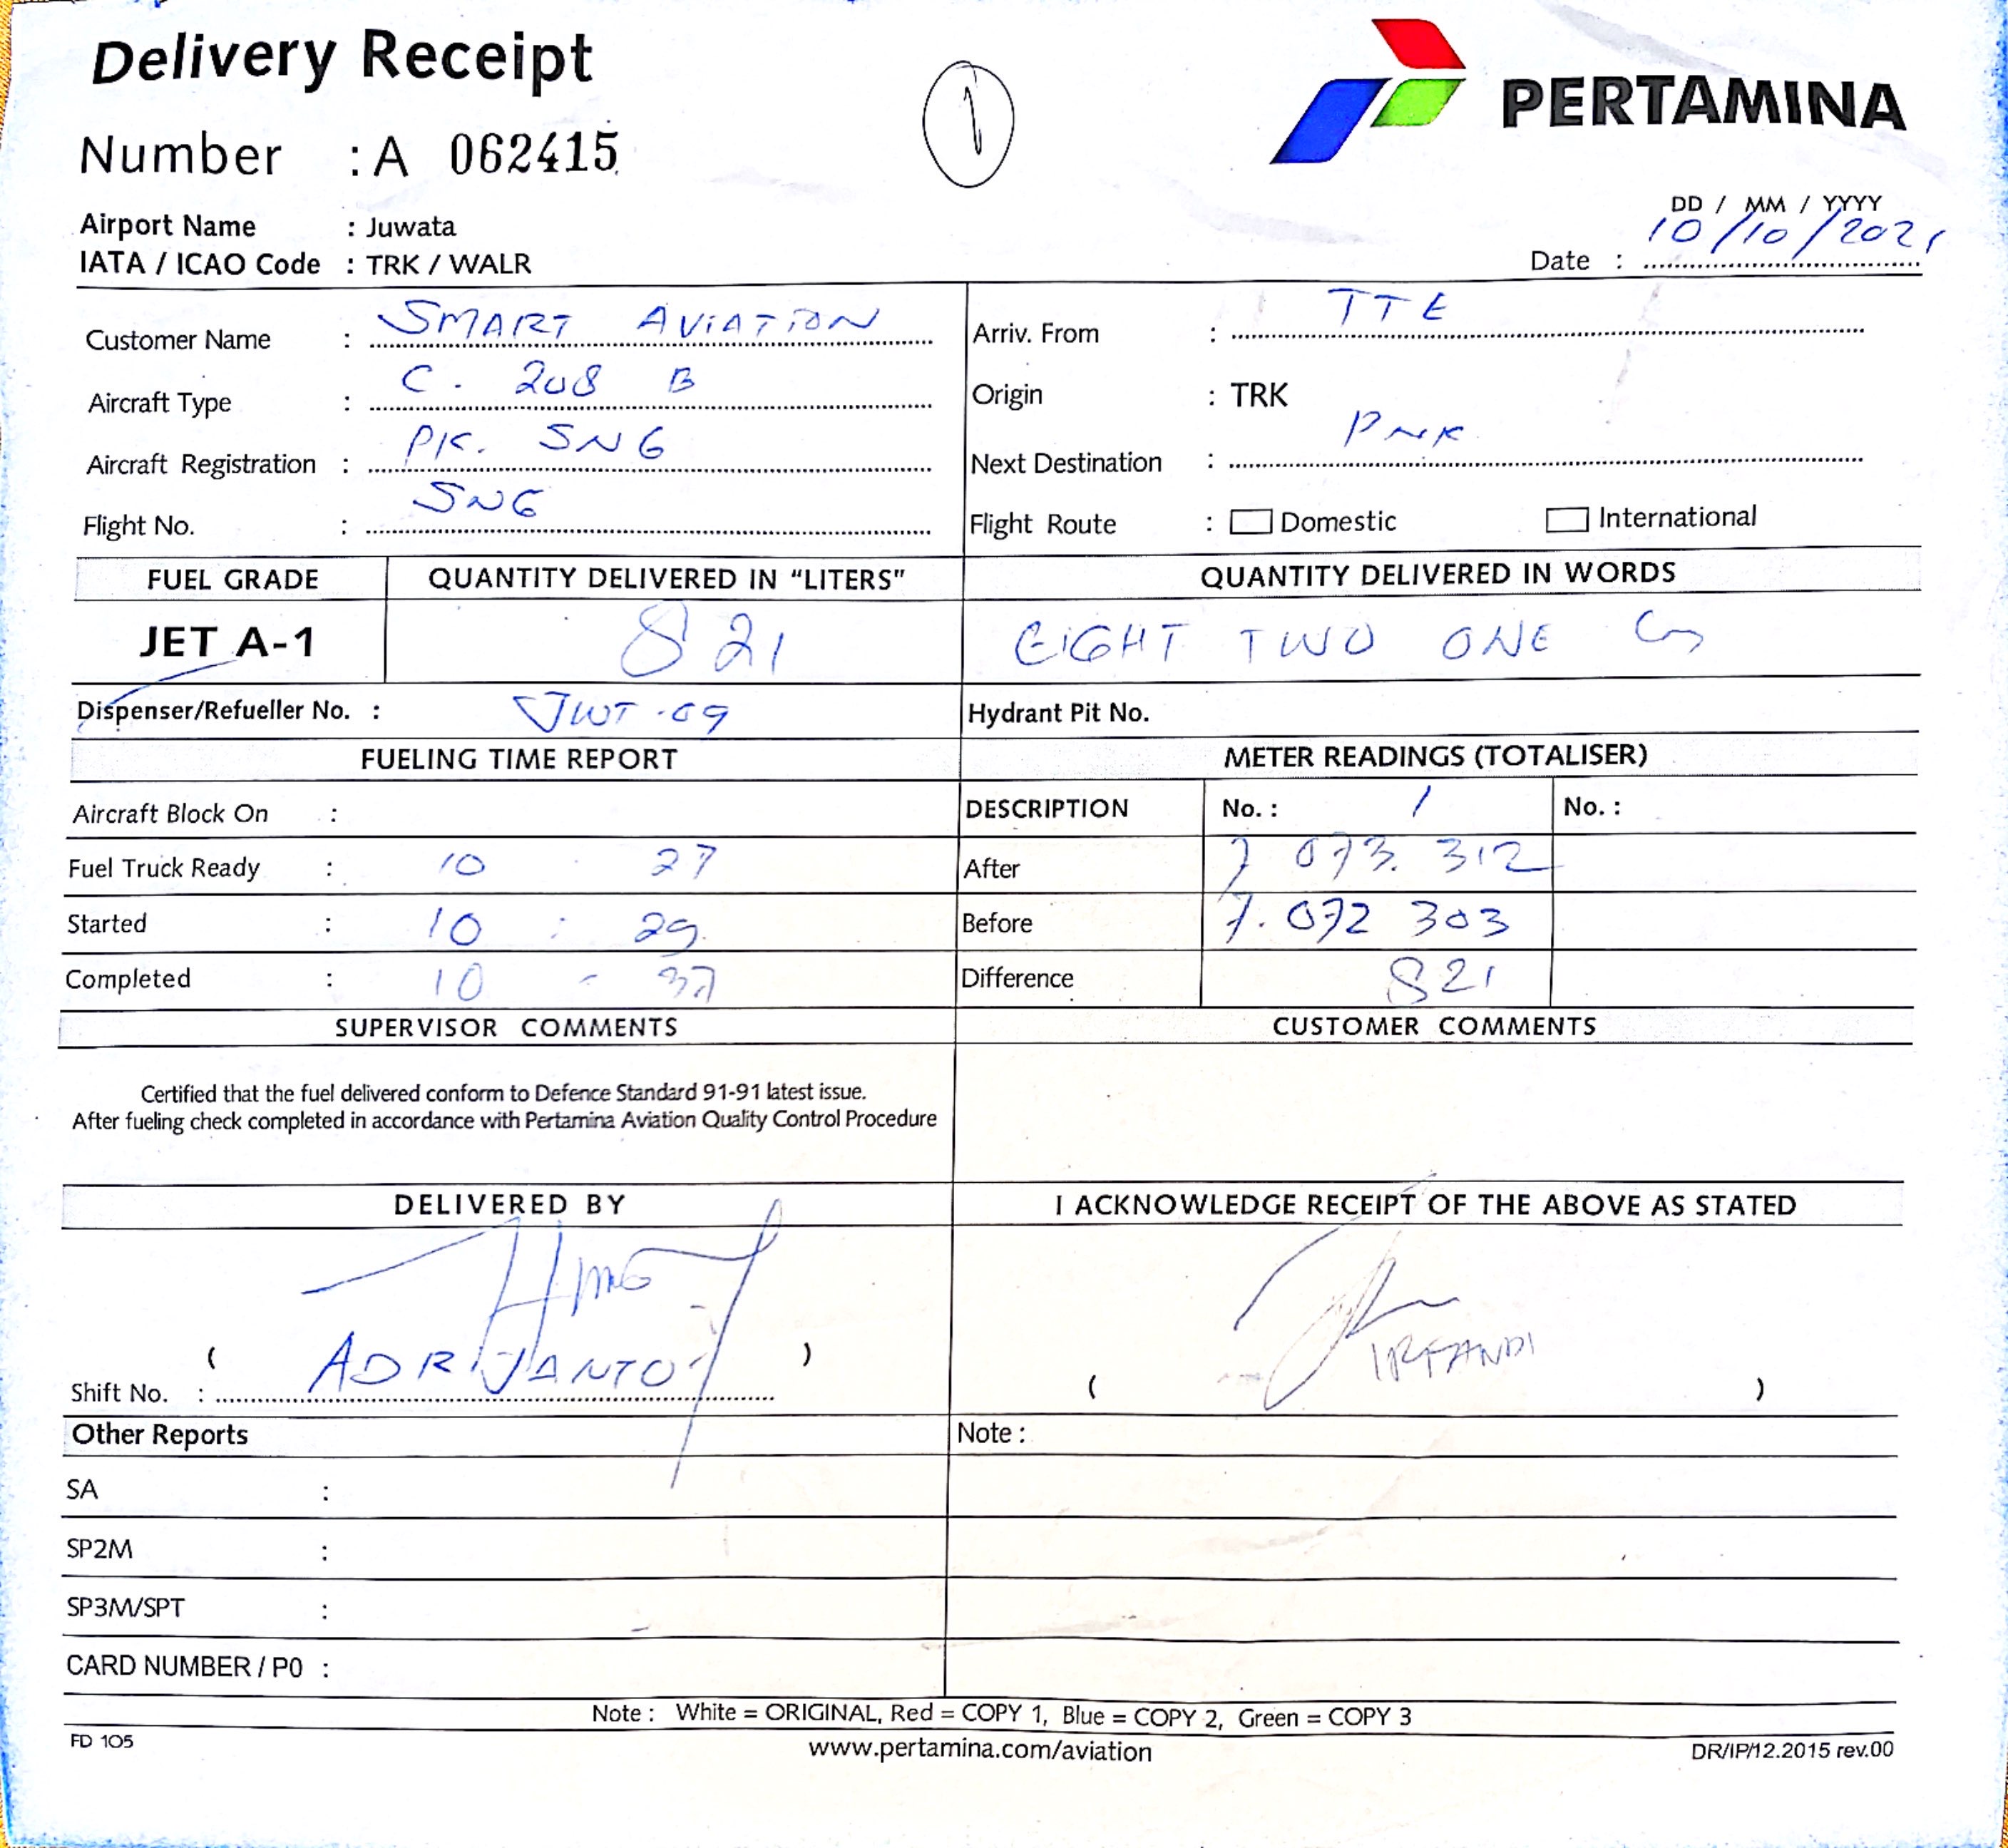 Delivery Receipt
PERTAMINA
1
Number : A 062415
DD / MM / YYYY
Airport Name : Juwata
IATA / ICAO Code : TRK / WALR
Date : 10/10/2021
Customer Name : SMART AVIATION
Arriv. From : TTE
Aircraft Type : C. 208 B
Origin : TRK
Aircraft Registration : PK. SNG
Next Destination : PNK
Flight No. : SNG
Flight Route : Domestic International
FUEL GRADE QUANTITY DELIVERED IN "LITERS" QUANTITY DELIVERED IN WORDS
JET A-1 821 EIGHT TWO ONE
Dispenser/Refueller No. : JWT-09 Hydrant Pit No.
FUELING TIME REPORT METER READINGS (TOTALISER)
Aircraft Block On : DESCRIPTION No. : 1 No. :
Fuel Truck Ready : 10 27 After 7 073. 312
Started : 10 : 29. Before 7. 072 303
Completed : 10 - 37 Difference 821
SUPERVISOR COMMENTS CUSTOMER COMMENTS
Certified that the fuel delivered conform to Defence Standard 91-91 latest issue.
After fueling check completed in accordance with Pertamina Aviation Quality Control Procedure
DELIVERED BY I ACKNOWLEDGE RECEIPT OF THE ABOVE AS STATED
( ADRIJANTO ) ( IRFANDI )
Shift No. :
Other Reports Note :
SA :
SP2M :
SP3M/SPT :
CARD NUMBER / P0 :
Note : White = ORIGINAL, Red = COPY 1, Blue = COPY 2, Green = COPY 3
FD 105 www.pertamina.com/aviation DR/IP/12.2015 rev.00